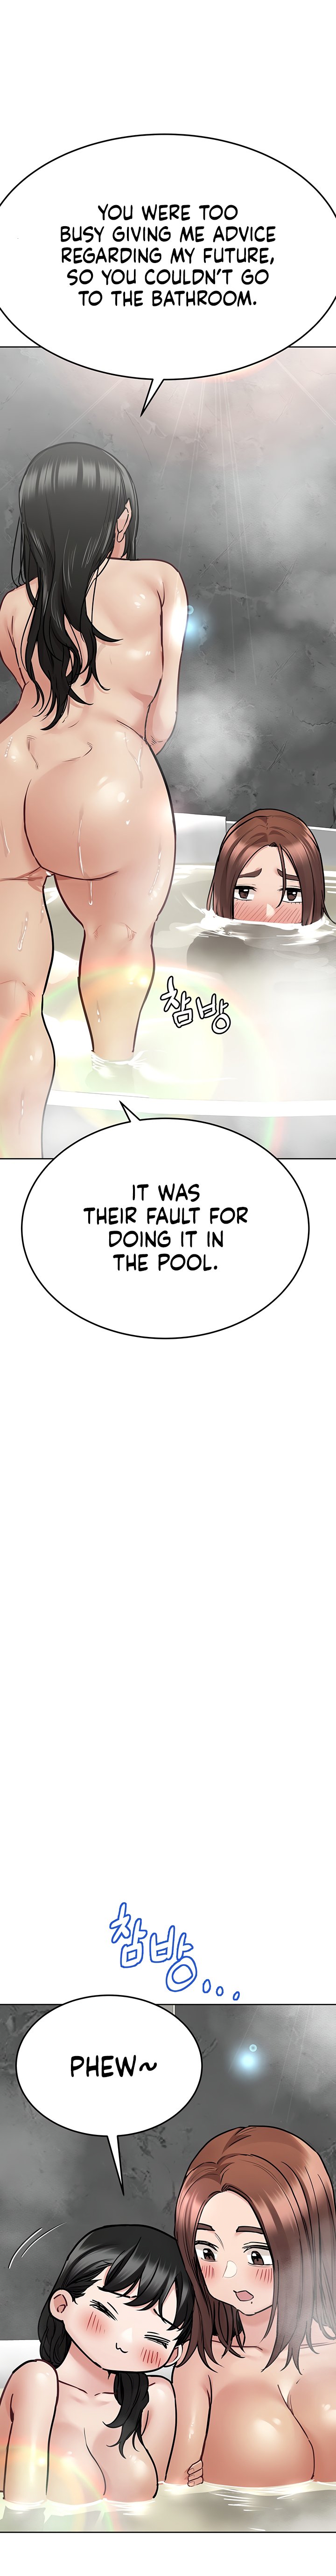 YOU WERE TOO
BUSY GIVING ME ADVICE
REGARDING MY FUTURE,
SO YOU COULDN'T GO
TO THE BATHROOM.
참방
IT WAS
THEIR FAULT FOR
DOING IT IN
THE POOL.
참방...
PHEW~